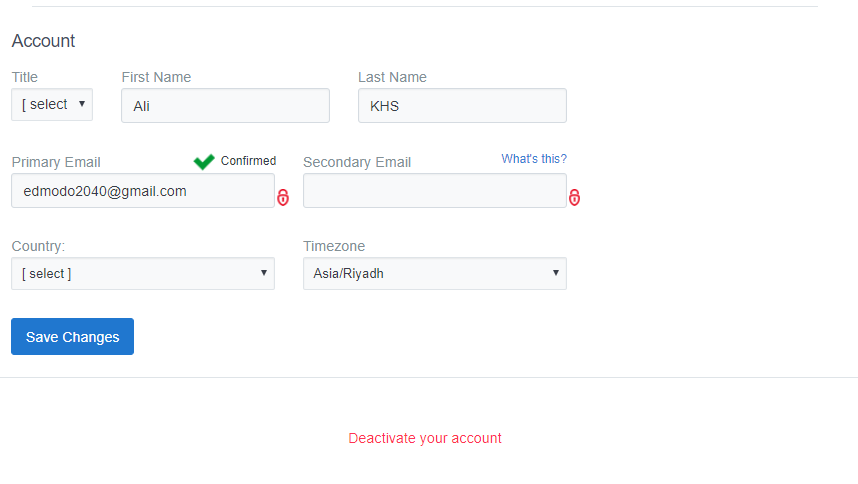 Account
Title First Name Last Name
[ select Ali KHS
Primary Email Confirmed Secondary Email What's this?
edmodo2040@gmail.com
Country: Timezone
[ select ] Asia/Riyadh
Save Changes
Deactivate your account